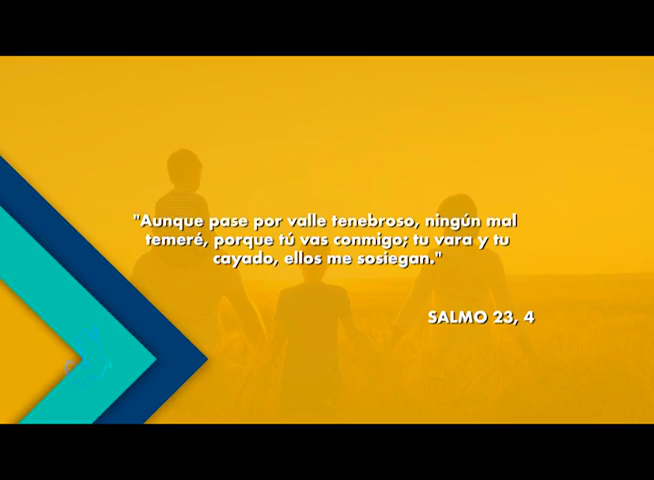 "Aunque pase por valle tenebroso, ningún mal
temeré, porque tú vas conmigo; tu vara y tu
cayado, ellos me sosiegan."
SALMO 23, 4